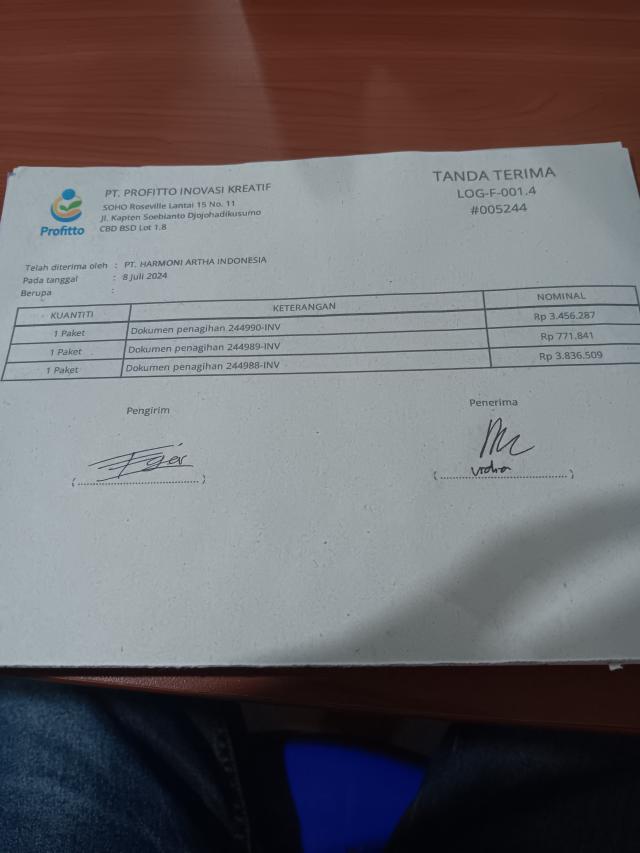 Profitto
PT. PROFITTO INOVASI KREATIF
SOHO Roseville Lantai 15 No. 11
Jl. Kapten Soebianto Djojohadikusumo
CBD BSD Lot 1.8
TANDA TERIMA
LOG-F-001.4
#005244
Telah diterima oleh : PT. HARMONI ARTHA INDONESIA
Pada tanggal : 8 Juli 2024
Berupa :
KUANTITI KETERANGAN NOMINAL
1 Paket Dokumen penagihan 244990-INV Rp 3.456.287
1 Paket Dokumen penagihan 244989-INV Rp 771.841
1 Paket Dokumen penagihan 244988-INV Rp 3.836.509
Pengirim Penerima